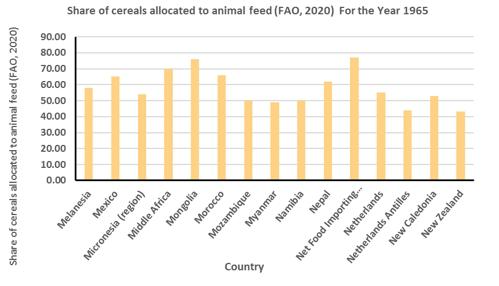 Share of cereals allocated to animal feed (FAO, 2020)  For the Year 1965
Share of cereals allocated to animal feed (FAO, 2020)
90.00
80.00
70.00
60.00
50.00
40.00
30.00
20.00
10.00
0.00
Melanesia
Mexico
Micronesia (region)
Middle Africa
Mongolia
Morocco
Mozambique
Myanmar
Namibia
Nepal
Net Food Importing...
Netherlands
Netherlands Antilles
New Caledonia
New Zealand
Country